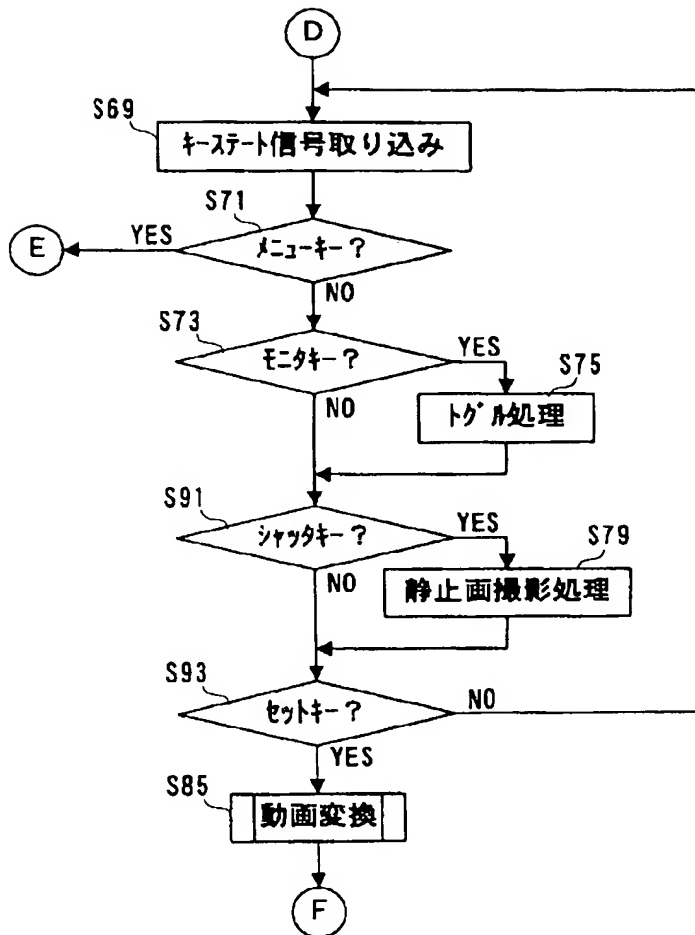 D
S69
キーステート信号取り込み
S71
メニューキー?
YES
E
NO
S73
モニタキー?
YES
S75
トグル処理
NO
S91
シャッタキー?
YES
S79
静止画撮影処理
NO
S93
セットキー?
NO
YES
S85
動画変換
F